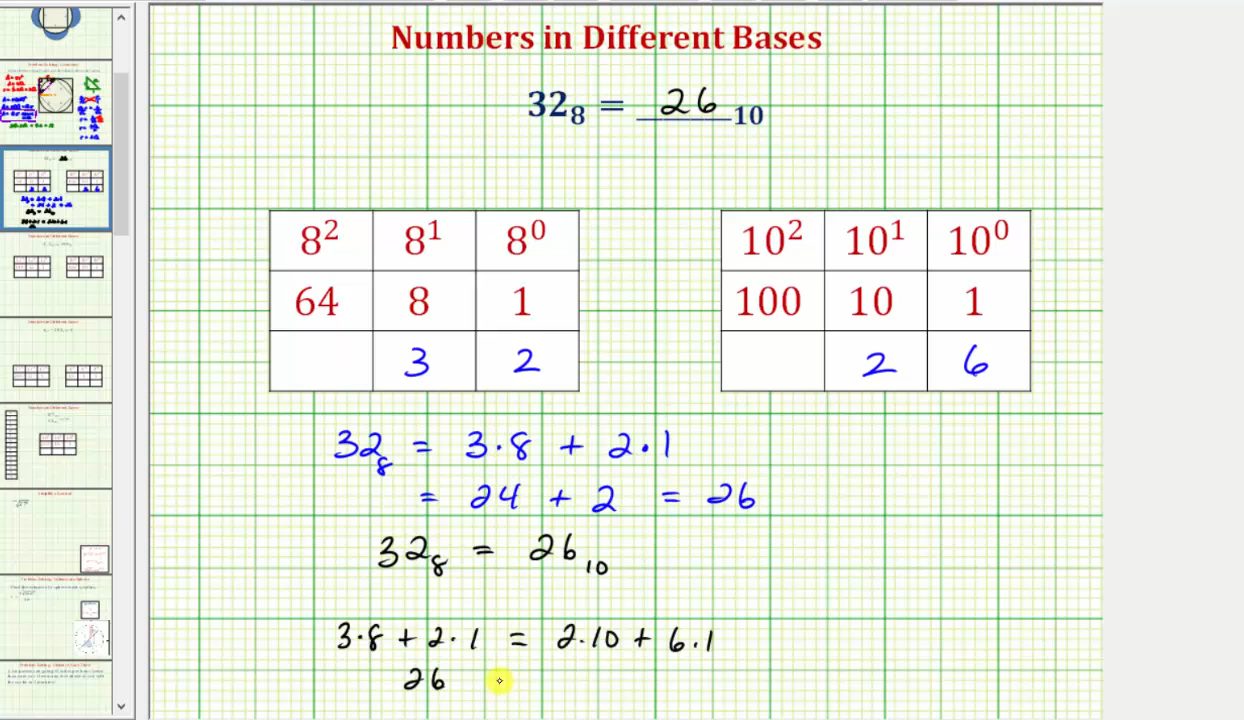 Numbers in Different Bases
32₈ = 26 ₁₀
8² 8¹ 8⁰
64 8 1
3 2
10² 10¹ 10⁰
100 10 1
2 6
32₈ = 3·8 + 2·1
= 24 + 2 = 26
32₈ = 26₁₀
3·8 + 2·1 = 2·10 + 6·1
26